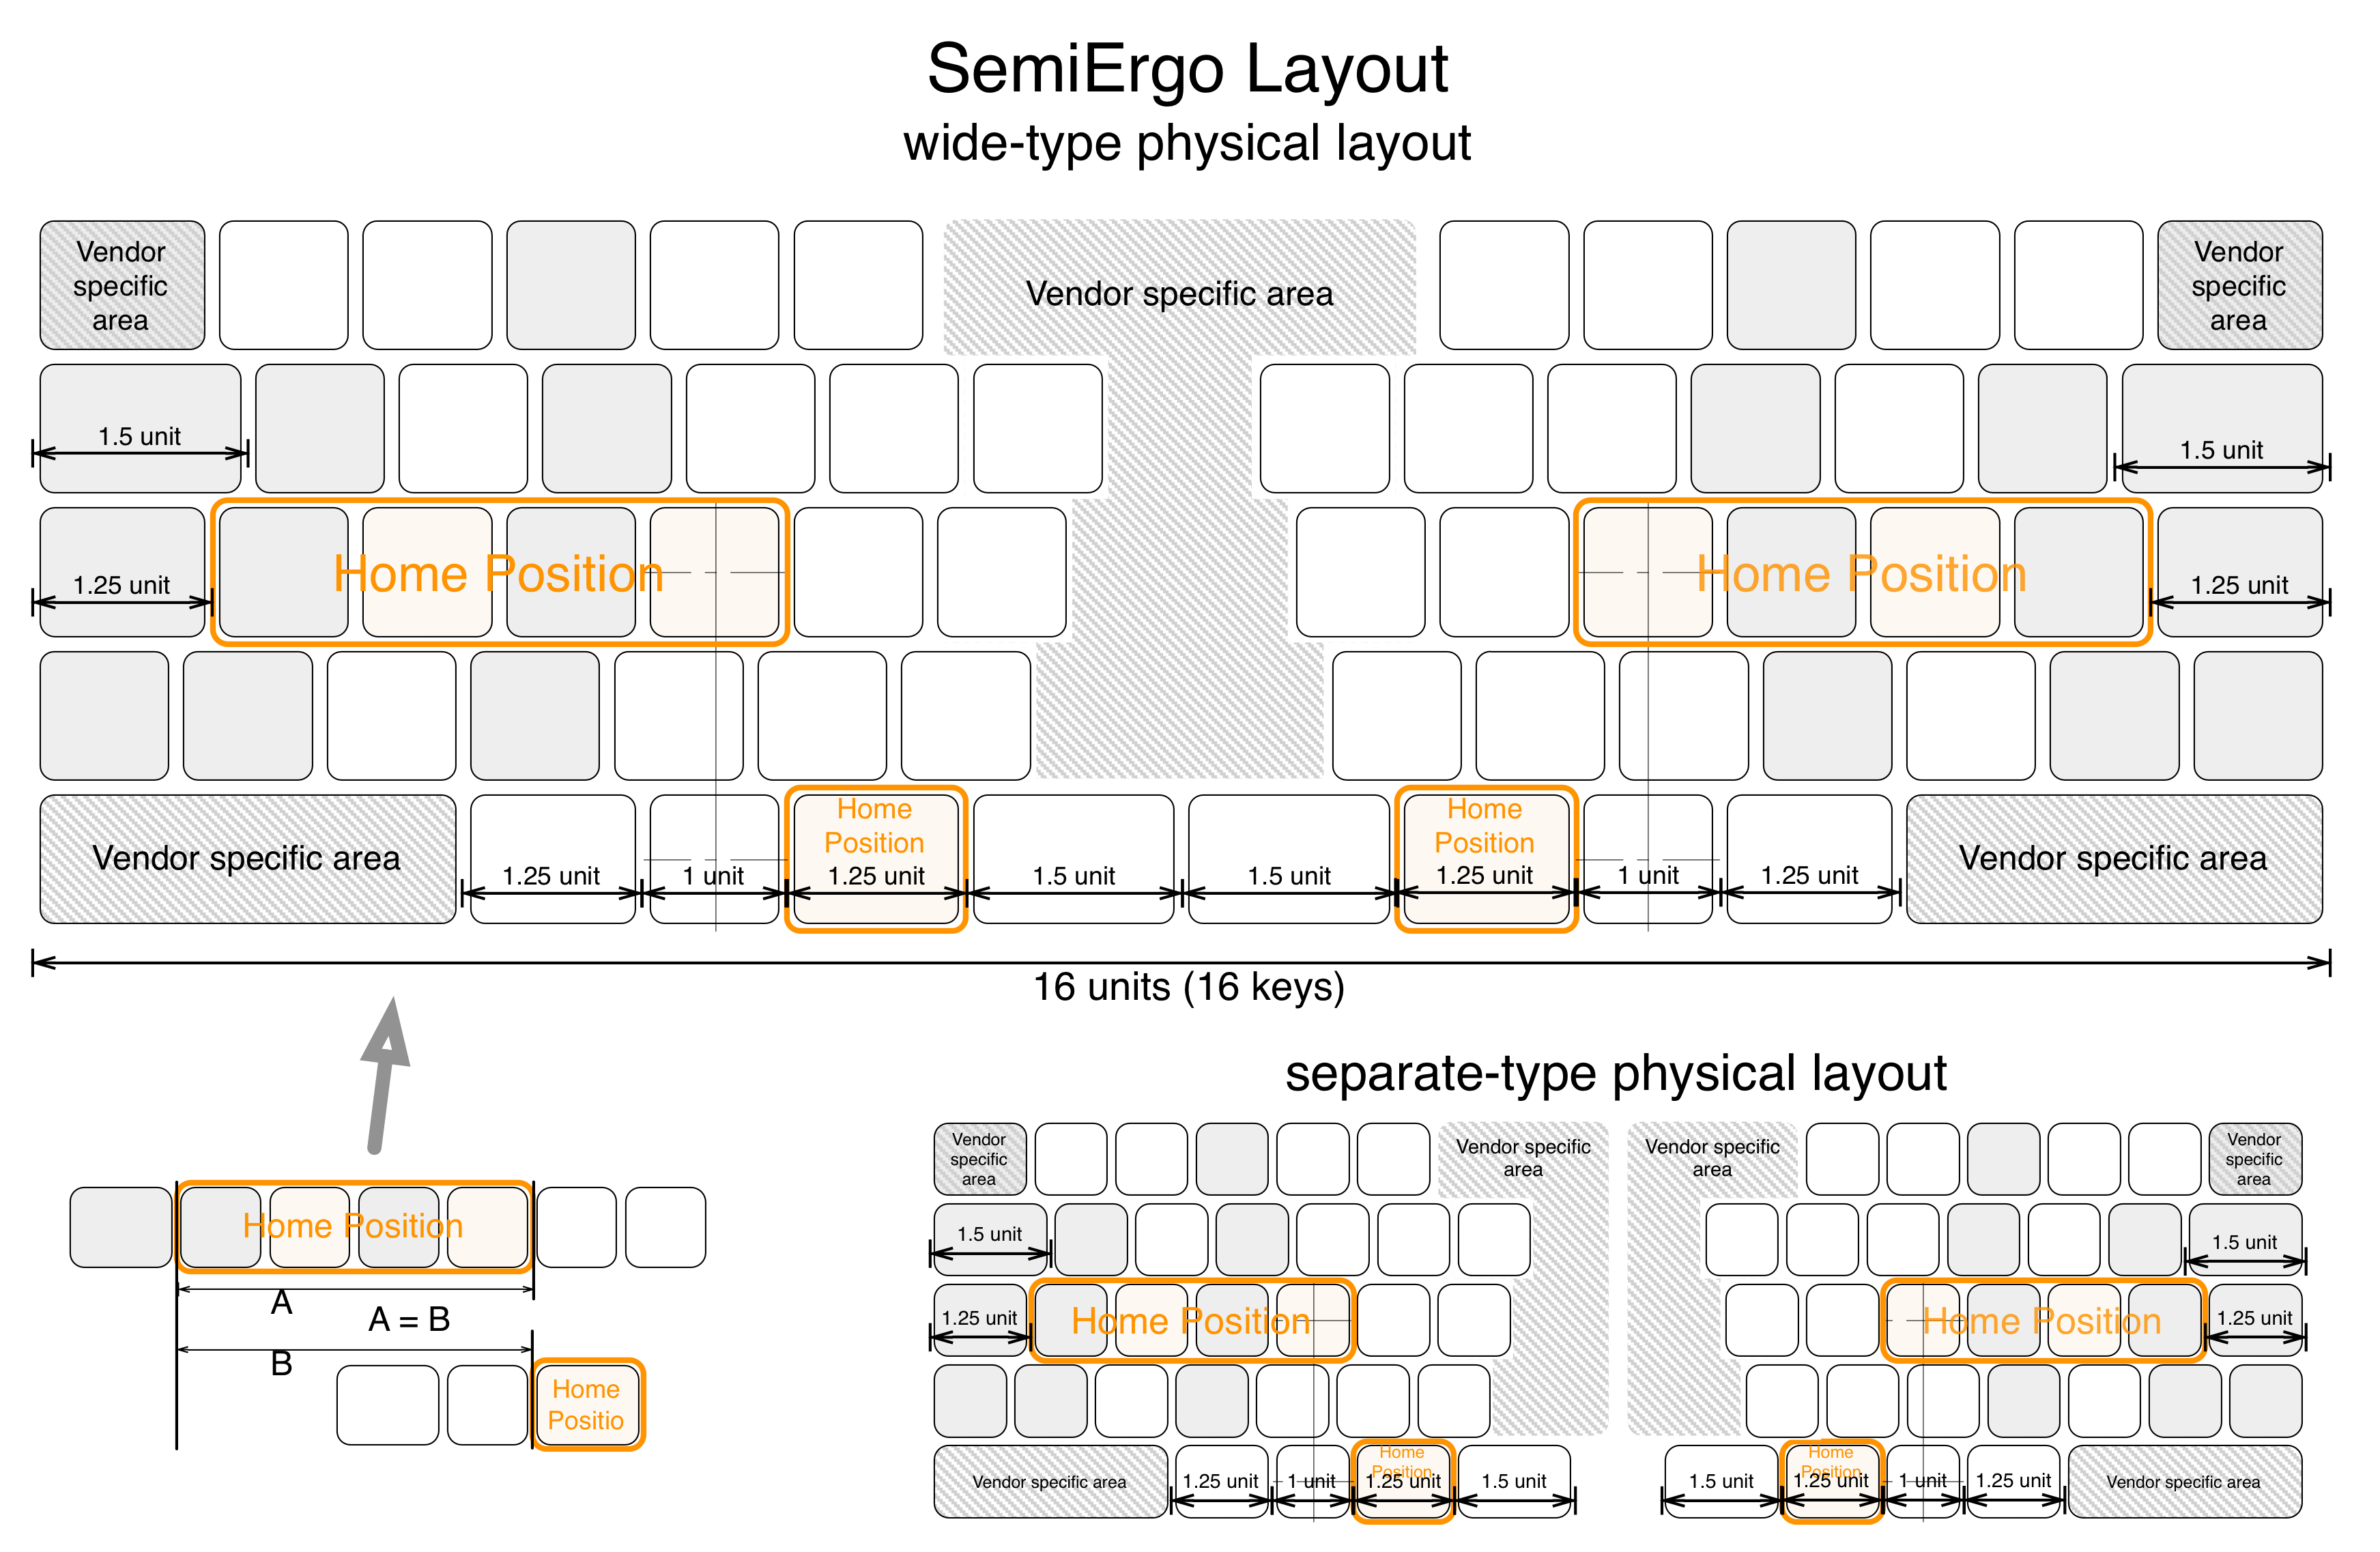 SemiErgo Layout
wide-type physical layout
Vendor
specific
area
Vendor specific area
Vendor
specific
area
1.5 unit
1.5 unit
Home Position
Home Position
1.25 unit
1.25 unit
Home
Position
Home
Position
Vendor specific area
1.25 unit
1 unit
1.25 unit
1.5 unit
1.5 unit
1.25 unit
1 unit
1.25 unit
Vendor specific area
16 units (16 keys)
Home Position
A
A = B
B
Home
Positio
separate-type physical layout
Vendor
specific
area
Vendor specific
area
Vendor specific
area
Vendor
specific
area
1.5 unit
1.5 unit
1.25 unit
Home Position
Home Position
1.25 unit
Home
Position
Home
Position
Vendor specific area
1.25 unit
1 unit
1.25 unit
1.5 unit
1.5 unit
1.25 unit
1 unit
1.25 unit
Vendor specific area